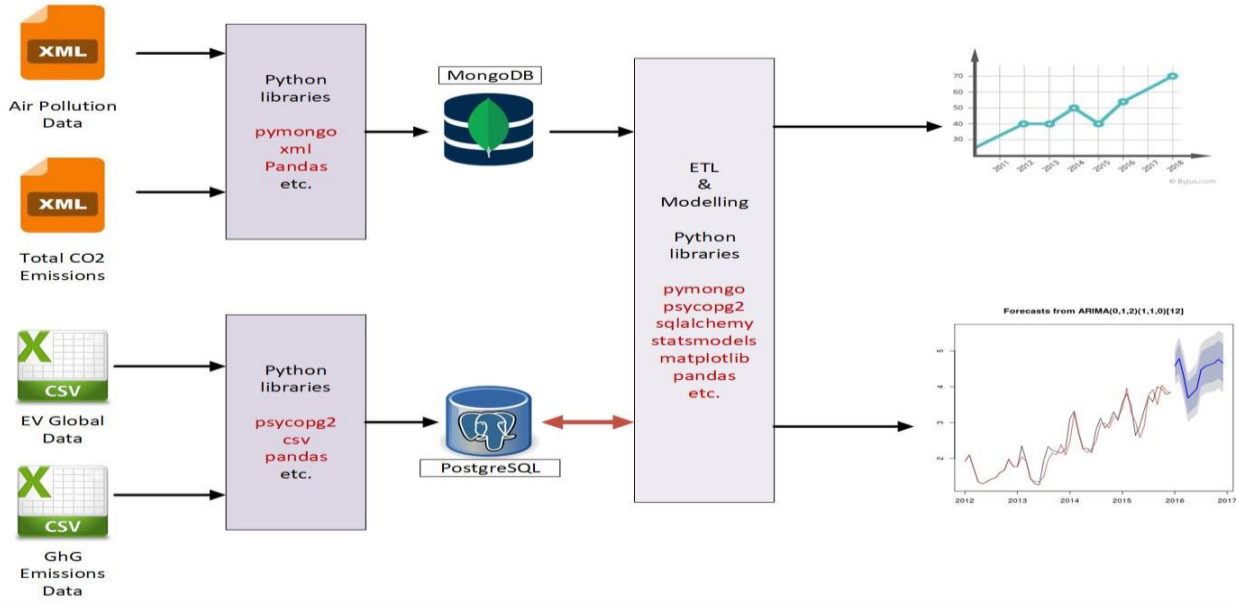 XML
Air Pollution
Data
XML
Total CO2
Emissions
X
CSV
EV Global
Data
X
CSV
GhG
Emissions
Data
Python
libraries
pymongo
xml
Pandas
etc.
Python
libraries
psycopg2
csv
pandas
etc.
MongoDB
PostgreSQL
ETL
&
Modelling
Python
libraries
pymongo
psycopg2
sqlalchemy
statsmodels
matplotlib
pandas
etc.
70
60
50
40
30
2011 2012 2013 2014 2015 2016 2017 2018
© Byjus.com
Forecasts from ARIMA(0,1,2)(1,1,0)[12]
5
4
3
2
2012 2013 2014 2015 2016 2017